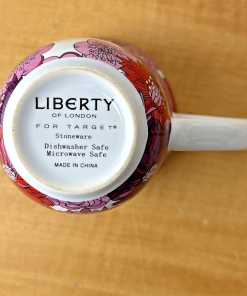 LIBERTY
OF LONDON
FOR TARGET®
Stoneware
Dishwasher Safe
Microwave Safe
MADE IN CHINA